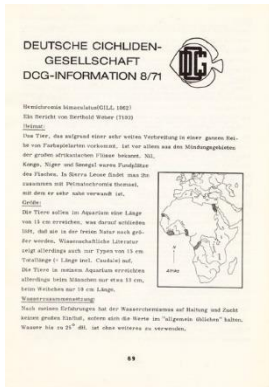 DEUTSCHE CICHLIDEN-
GESELLSCHAFT
DCG-INFORMATION 8/71
DCG
Hemichromis bimaculatus(GILL 1862)
Ein Bericht von Berthold Weber (T193)
Heimat:
Das Tier, das aufgrund einer sehr weiten Verbreitung in einer ganzen Rei-
he von Farbspielarten vorkommt, ist vor allem aus den Mündungsgebieten
der großen afrikanischen Flüsse bekannt. Nil,
Kongo, Niger und Senegal waren Fundplätze
des Fisches. In Sierra Leone findet man ihn
zusammen mit Pelmatochromis thomasi,
mit dem er sehr nahe verwandt ist.
Größe:
Die Tiere sollen im Aquarium eine Länge
von 15 cm erreichen, was darauf schließen
läßt, daß sie in der freien Natur noch grö-
ßer werden. Wissenschaftliche Literatur
zeigt allerdings auch nur Typen von 15 cm
Totallänge (= Länge incl. Caudale) auf.
Die Tiere in meinem Aquarium erreichten
allerdings beim Männchen nur etwa 13 cm,
beim Weibchen nur 10 cm Länge.
Wasserzusammensetzung:
Nach meinen Erfahrungen hat der Wasserchemismus auf Haltung und Zucht
keinen großen Einfluß, sofern sich die Werte im "allgemein üblichen" halten.
Wasser bis zu 25° dH. ist ohne weiteres zu verwenden.
69